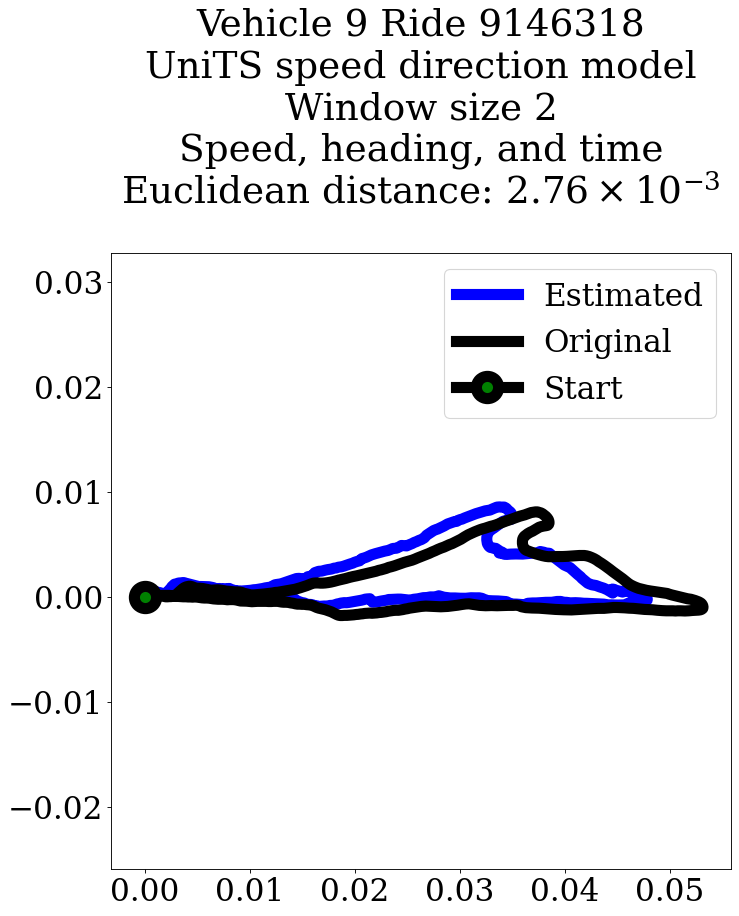 Vehicle 9 Ride 9146318
UniTS speed direction model
Window size 2
Speed, heading, and time
Euclidean distance: 2.76 × 10⁻³
Estimated
Original
Start
0.03
0.02
0.01
0.00
−0.01
−0.02
0.00 0.01 0.02 0.03 0.04 0.05